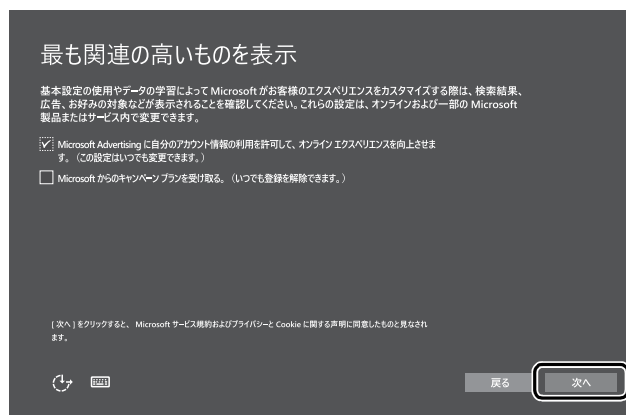 最も関連の高いものを表示
基本設定の使用やデータの学習によって Microsoft がお客様のエクスペリエンスをカスタマイズする際は、検索結果、
広告、お好みの対象などが表示されることを確認してください。これらの設定は、オンラインおよび一部の Microsoft
製品またはサービス内で変更できます。
Microsoft Advertising に自分のアカウント情報の利用を許可して、オンライン エクスペリエンスを向上させま
す。（この設定はいつでも変更できます。）
Microsoft からのキャンペーン プランを受け取る。（いつでも登録を解除できます。）
[ 次へ ] をクリックすると、 Microsoft サービス規約およびプライバシーと Cookie に関する声明に同意したものと見なされ
ます。
戻る
次へ